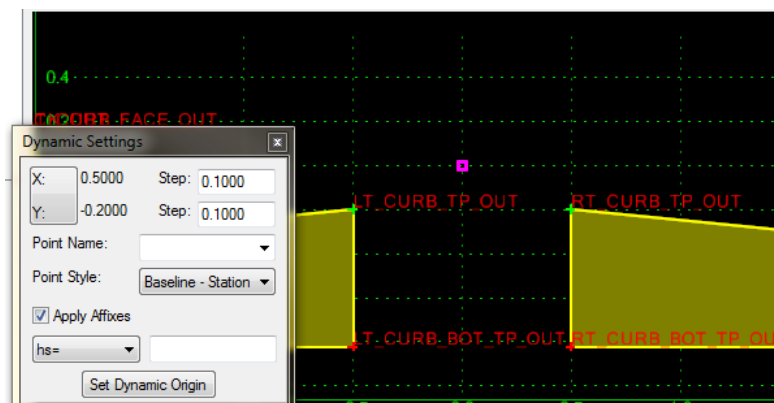 0.4
FACE_OUT
Dynamic Settings
X: 0.5000 Step: 0.1000
Y: -0.2000 Step: 0.1000
Point Name:
Point Style: Baseline - Station
Apply Affixes
hs=
Set Dynamic Origin
LT_CURB_TP_OUT RT_CURB_TP_OUT
LT_CURB_BOT_TP_OUT RT_CURB_BOT_TP_OUT